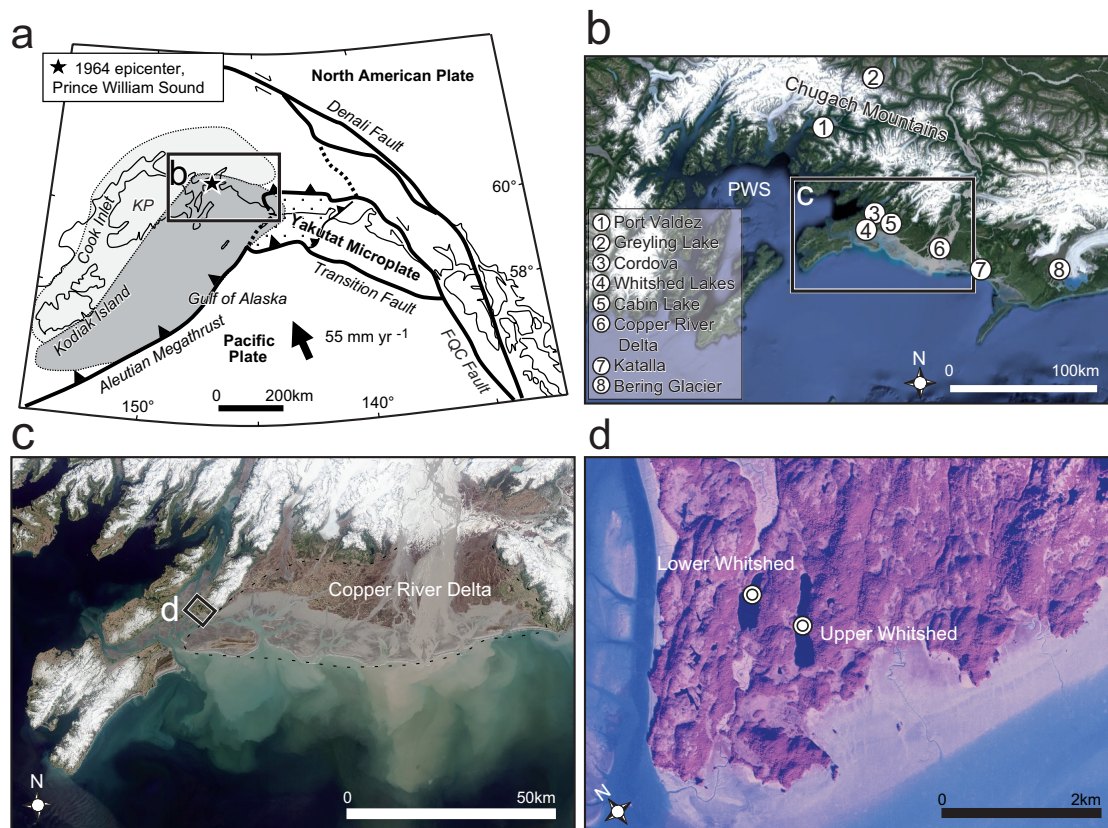 a
★ 1964 epicenter,
Prince William Sound
North American Plate
Denali Fault
b
60°
KP
Cook Inlet
Yakutat Microplate
58°
Kodiak Island
Gulf of Alaska
Transition Fault
Aleutian Megathrust
Pacific
Plate
55 mm yr -1
FQC Fault
0 200km
150° 140°
b
2
Chugach Mountains
1
PWS
c
3
5
4
6
7
8
1 Port Valdez
2 Greyling Lake
3 Cordova
4 Whitshed Lakes
5 Cabin Lake
6 Copper River
Delta
7 Katalla
8 Bering Glacier
N
0 100km
c
Copper River Delta
d
N
0 50km
d
Lower Whitshed
Upper Whitshed
N
0 2km